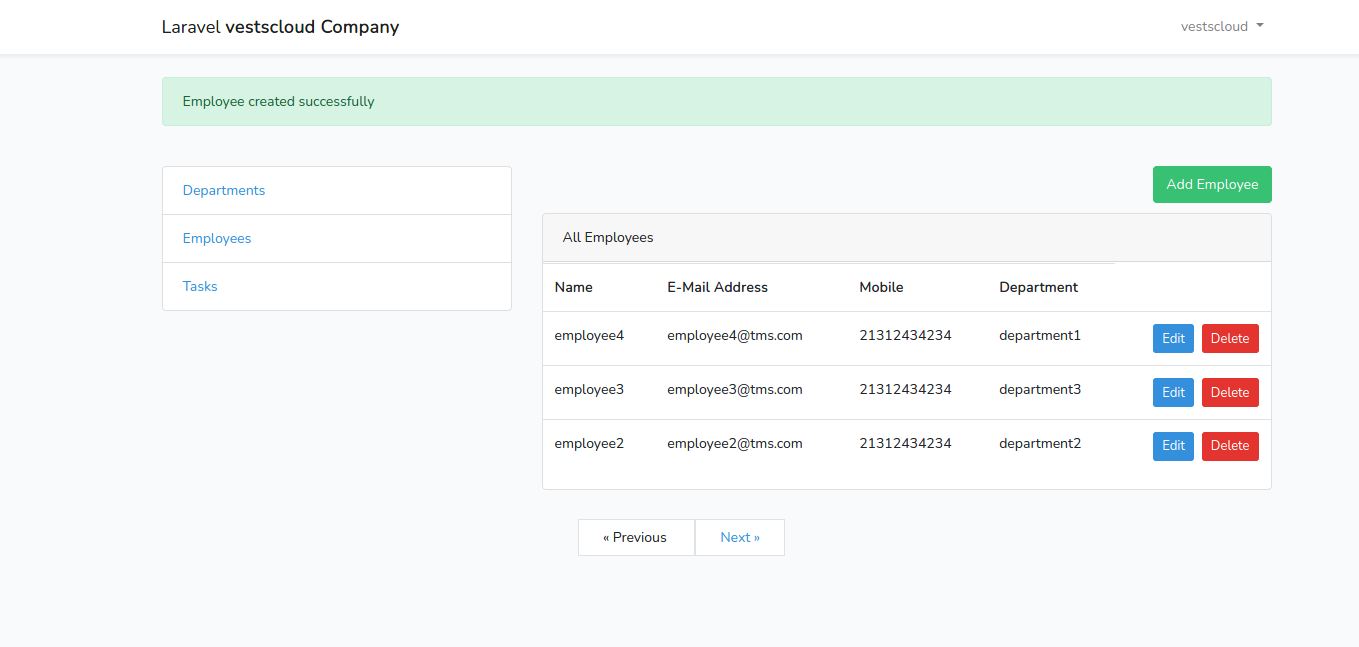 Laravel vestscloud Company
vestscloud
Employee created successfully
Departments
Employees
Tasks
Add Employee
All Employees
Name E-Mail Address Mobile Department
employee4 employee4@tms.com 21312434234 department1 Edit Delete
employee3 employee3@tms.com 21312434234 department3 Edit Delete
employee2 employee2@tms.com 21312434234 department2 Edit Delete
« Previous Next »